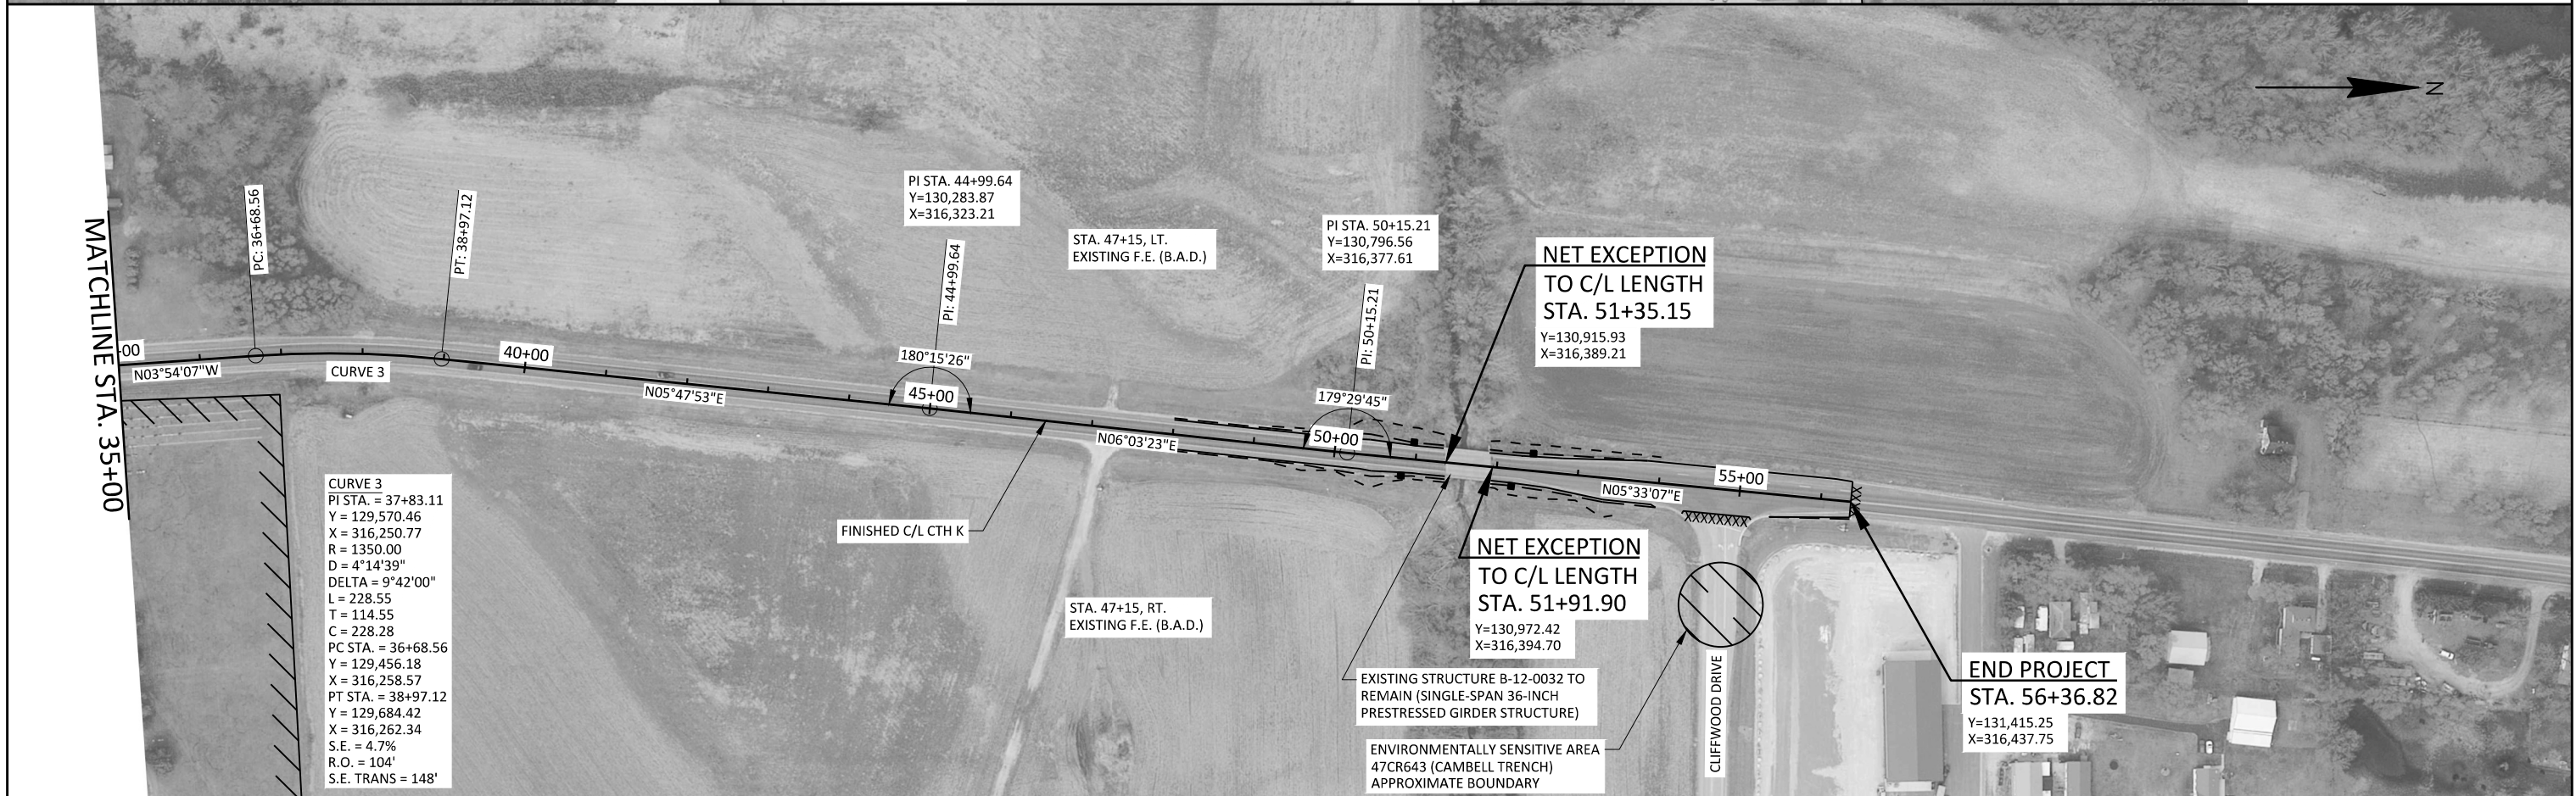 MATCHLINE STA. 35+00
+00
N03°54'07"W
PC: 36+68.56
CURVE 3
PT: 38+97.12
40+00
N05°47'53"E
CURVE 3
PI STA. = 37+83.11
Y = 129,570.46
X = 316,250.77
R = 1350.00
D = 4°14'39"
DELTA = 9°42'00"
L = 228.55
T = 114.55
C = 228.28
PC STA. = 36+68.56
Y = 129,456.18
X = 316,258.57
PT STA. = 38+97.12
Y = 129,684.42
X = 316,262.34
S.E. = 4.7%
R.O. = 104'
S.E. TRANS = 148'
PI STA. 44+99.64
Y=130,283.87
X=316,323.21
PI: 44+99.64
180°15'26"
45+00
FINISHED C/L CTH K
STA. 47+15, LT.
EXISTING F.E. (B.A.D.)
N06°03'23"E
STA. 47+15, RT.
EXISTING F.E. (B.A.D.)
PI STA. 50+15.21
Y=130,796.56
X=316,377.61
PI: 50+15.21
179°29'45"
50+00
NET EXCEPTION
TO C/L LENGTH
STA. 51+35.15
Y=130,915.93
X=316,389.21
N05°33'07"E
55+00
NET EXCEPTION
TO C/L LENGTH
STA. 51+91.90
Y=130,972.42
X=316,394.70
EXISTING STRUCTURE B-12-0032 TO
REMAIN (SINGLE-SPAN 36-INCH
PRESTRESSED GIRDER STRUCTURE)
ENVIRONMENTALLY SENSITIVE AREA
47CR643 (CAMBELL TRENCH)
APPROXIMATE BOUNDARY
CLIFFWOOD DRIVE
END PROJECT
STA. 56+36.82
Y=131,415.25
X=316,437.75
N